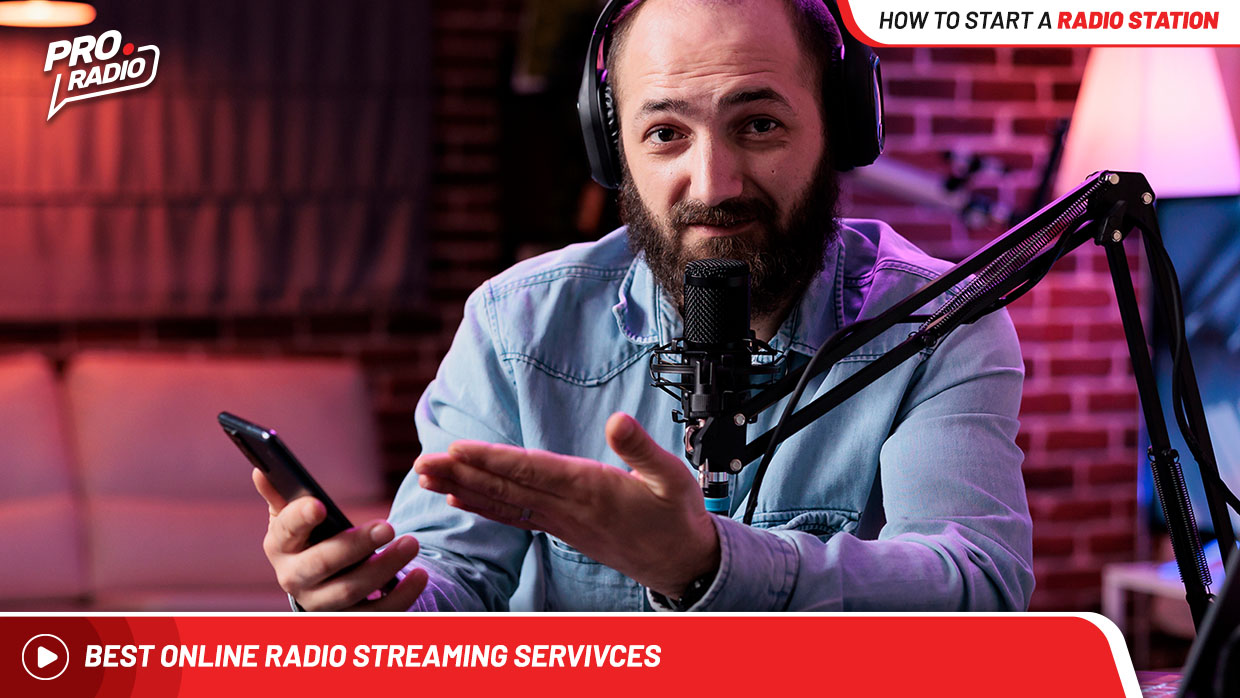 PRO.
RADIO
HOW TO START A RADIO STATION
BEST ONLINE RADIO STREAMING SERVIVCES